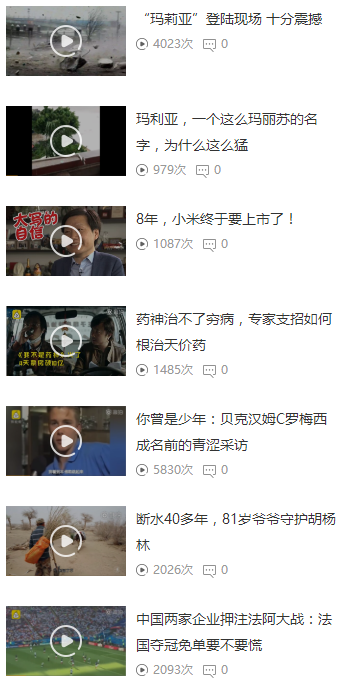 “玛莉亚”登陆现场 十分震撼
4023次 0
玛利亚，一个这么玛丽苏的名
字，为什么这么猛
979次 0
大写的
自信
8年，小米终于要上市了！
1087次 0
药神治不了穷病，专家支招如何
根治天价药
1485次 0
你曾是少年：贝克汉姆C罗梅西
成名前的青涩采访
5830次 0
断水40多年，81岁爷爷守护胡杨
林
2026次 0
中国两家企业押注法阿大战：法
国夺冠免单要不要慌
2093次 0